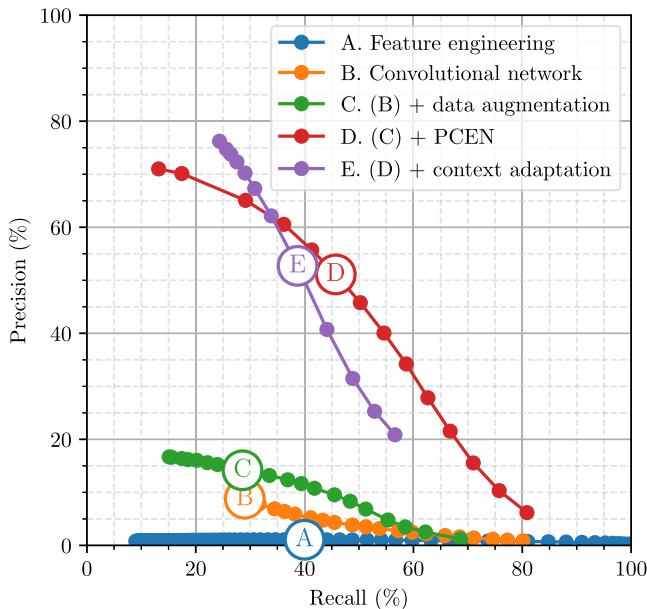 100
80
60
40
20
0
Precision (%)
A. Feature engineering
B. Convolutional network
C. (B) + data augmentation
D. (C) + PCEN
E. (D) + context adaptation
E
D
C
B
A
0 20 40 60 80 100
Recall (%)